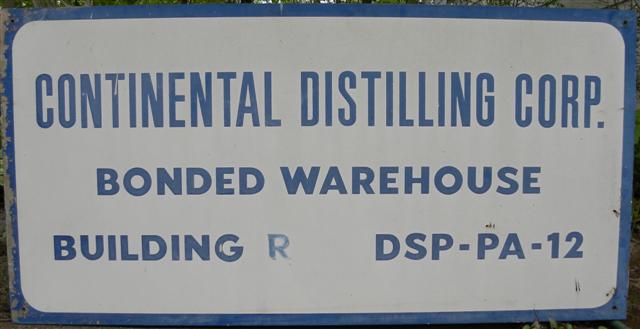 CONTINENTAL DISTILLING CORP.
BONDED WAREHOUSE
BUILDING R DSP-PA-12